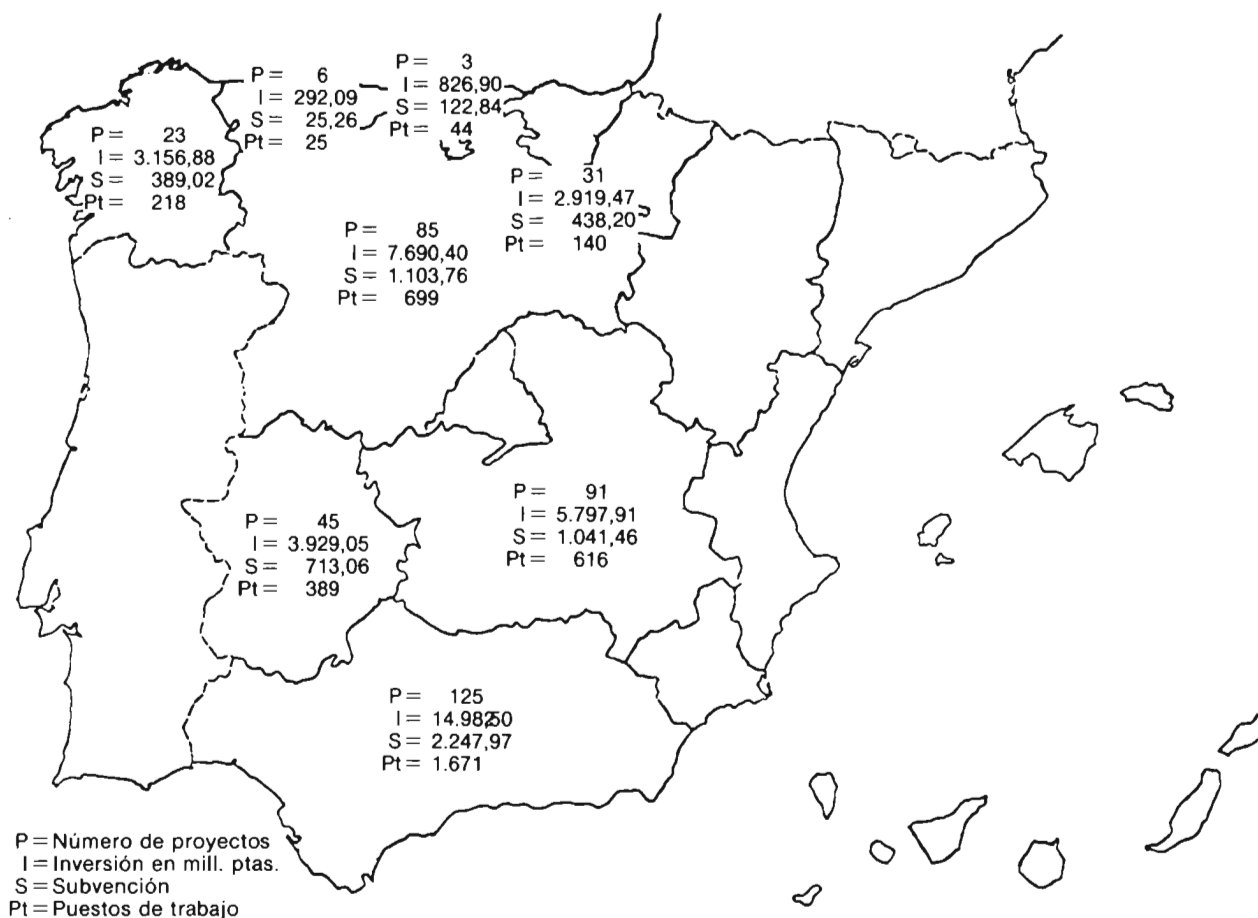 P= 6
I= 292,09
S= 25,26
Pt= 25
P= 3
I= 826,90
S= 122,84
Pt= 44
P= 23
I= 3.156,88
S= 389,02
Pt= 218
P= 31
I= 2.919,47
S= 438,20
Pt= 140
P= 85
I= 7.690,40
S= 1.103,76
Pt= 699
P= 91
I= 5.797,91
S= 1.041,46
Pt= 616
P= 45
I= 3.929,05
S= 713,06
Pt= 389
P= 125
I=
S= 2.247,97
Pt= 1.671
P=Número de proyectos
I=Inversión en mill. ptas.
S=Subvención
Pt=Puestos de trabajo